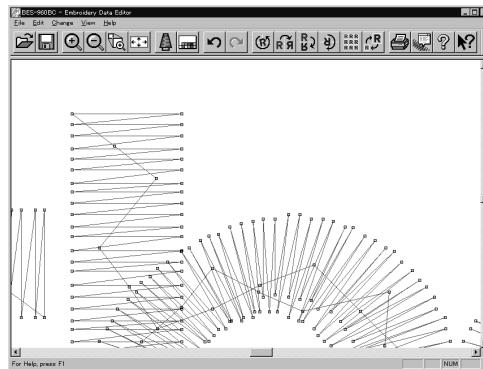 BES-960BC - Embroidery Data Editor
File Edit Change View Help
For Help, press F1
NUM